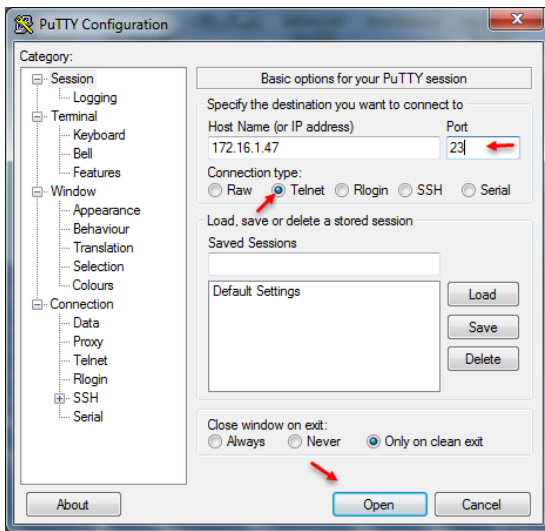 PuTTY Configuration
Category:
Session
Logging
Terminal
Keyboard
Bell
Features
Window
Appearance
Behaviour
Translation
Selection
Colours
Connection
Data
Proxy
Telnet
Rlogin
SSH
Serial
Basic options for your PuTTY session
Specify the destination you want to connect to
Host Name (or IP address) Port
172.16.1.47 23
Connection type:
Raw Telnet Rlogin SSH Serial
Load, save or delete a stored session
Saved Sessions
Default Settings
Load
Save
Delete
Close window on exit:
Always Never Only on clean exit
About Open Cancel